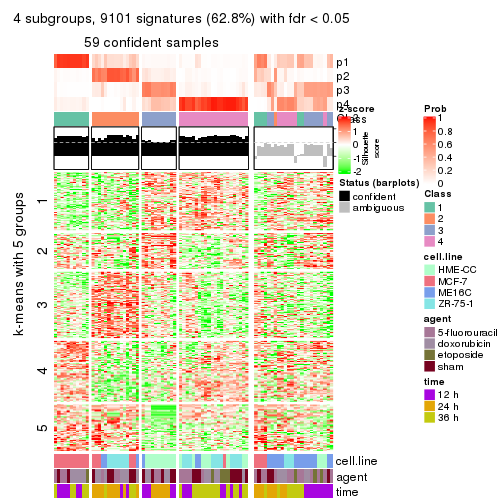 4 subgroups, 9101 signatures (62.8%) with fdr < 0.05
59 confident samples
p1
p2
p3
p4
Class
z-score
2
-1
-2
Silhouette
score
Status (barplots)
confident
ambiguous
Prob
1
0.8
0.6
0.4
0.2
0
Class
1
2
3
4
cell.line
HME-CC
MCF-7
ME16C
ZR-75-1
agent
5-fluorouracil
doxorubicin
etoposide
sham
time
12 h
24 h
36 h
k-means with 5 groups
1
2
3
4
5
cell.line
agent
time